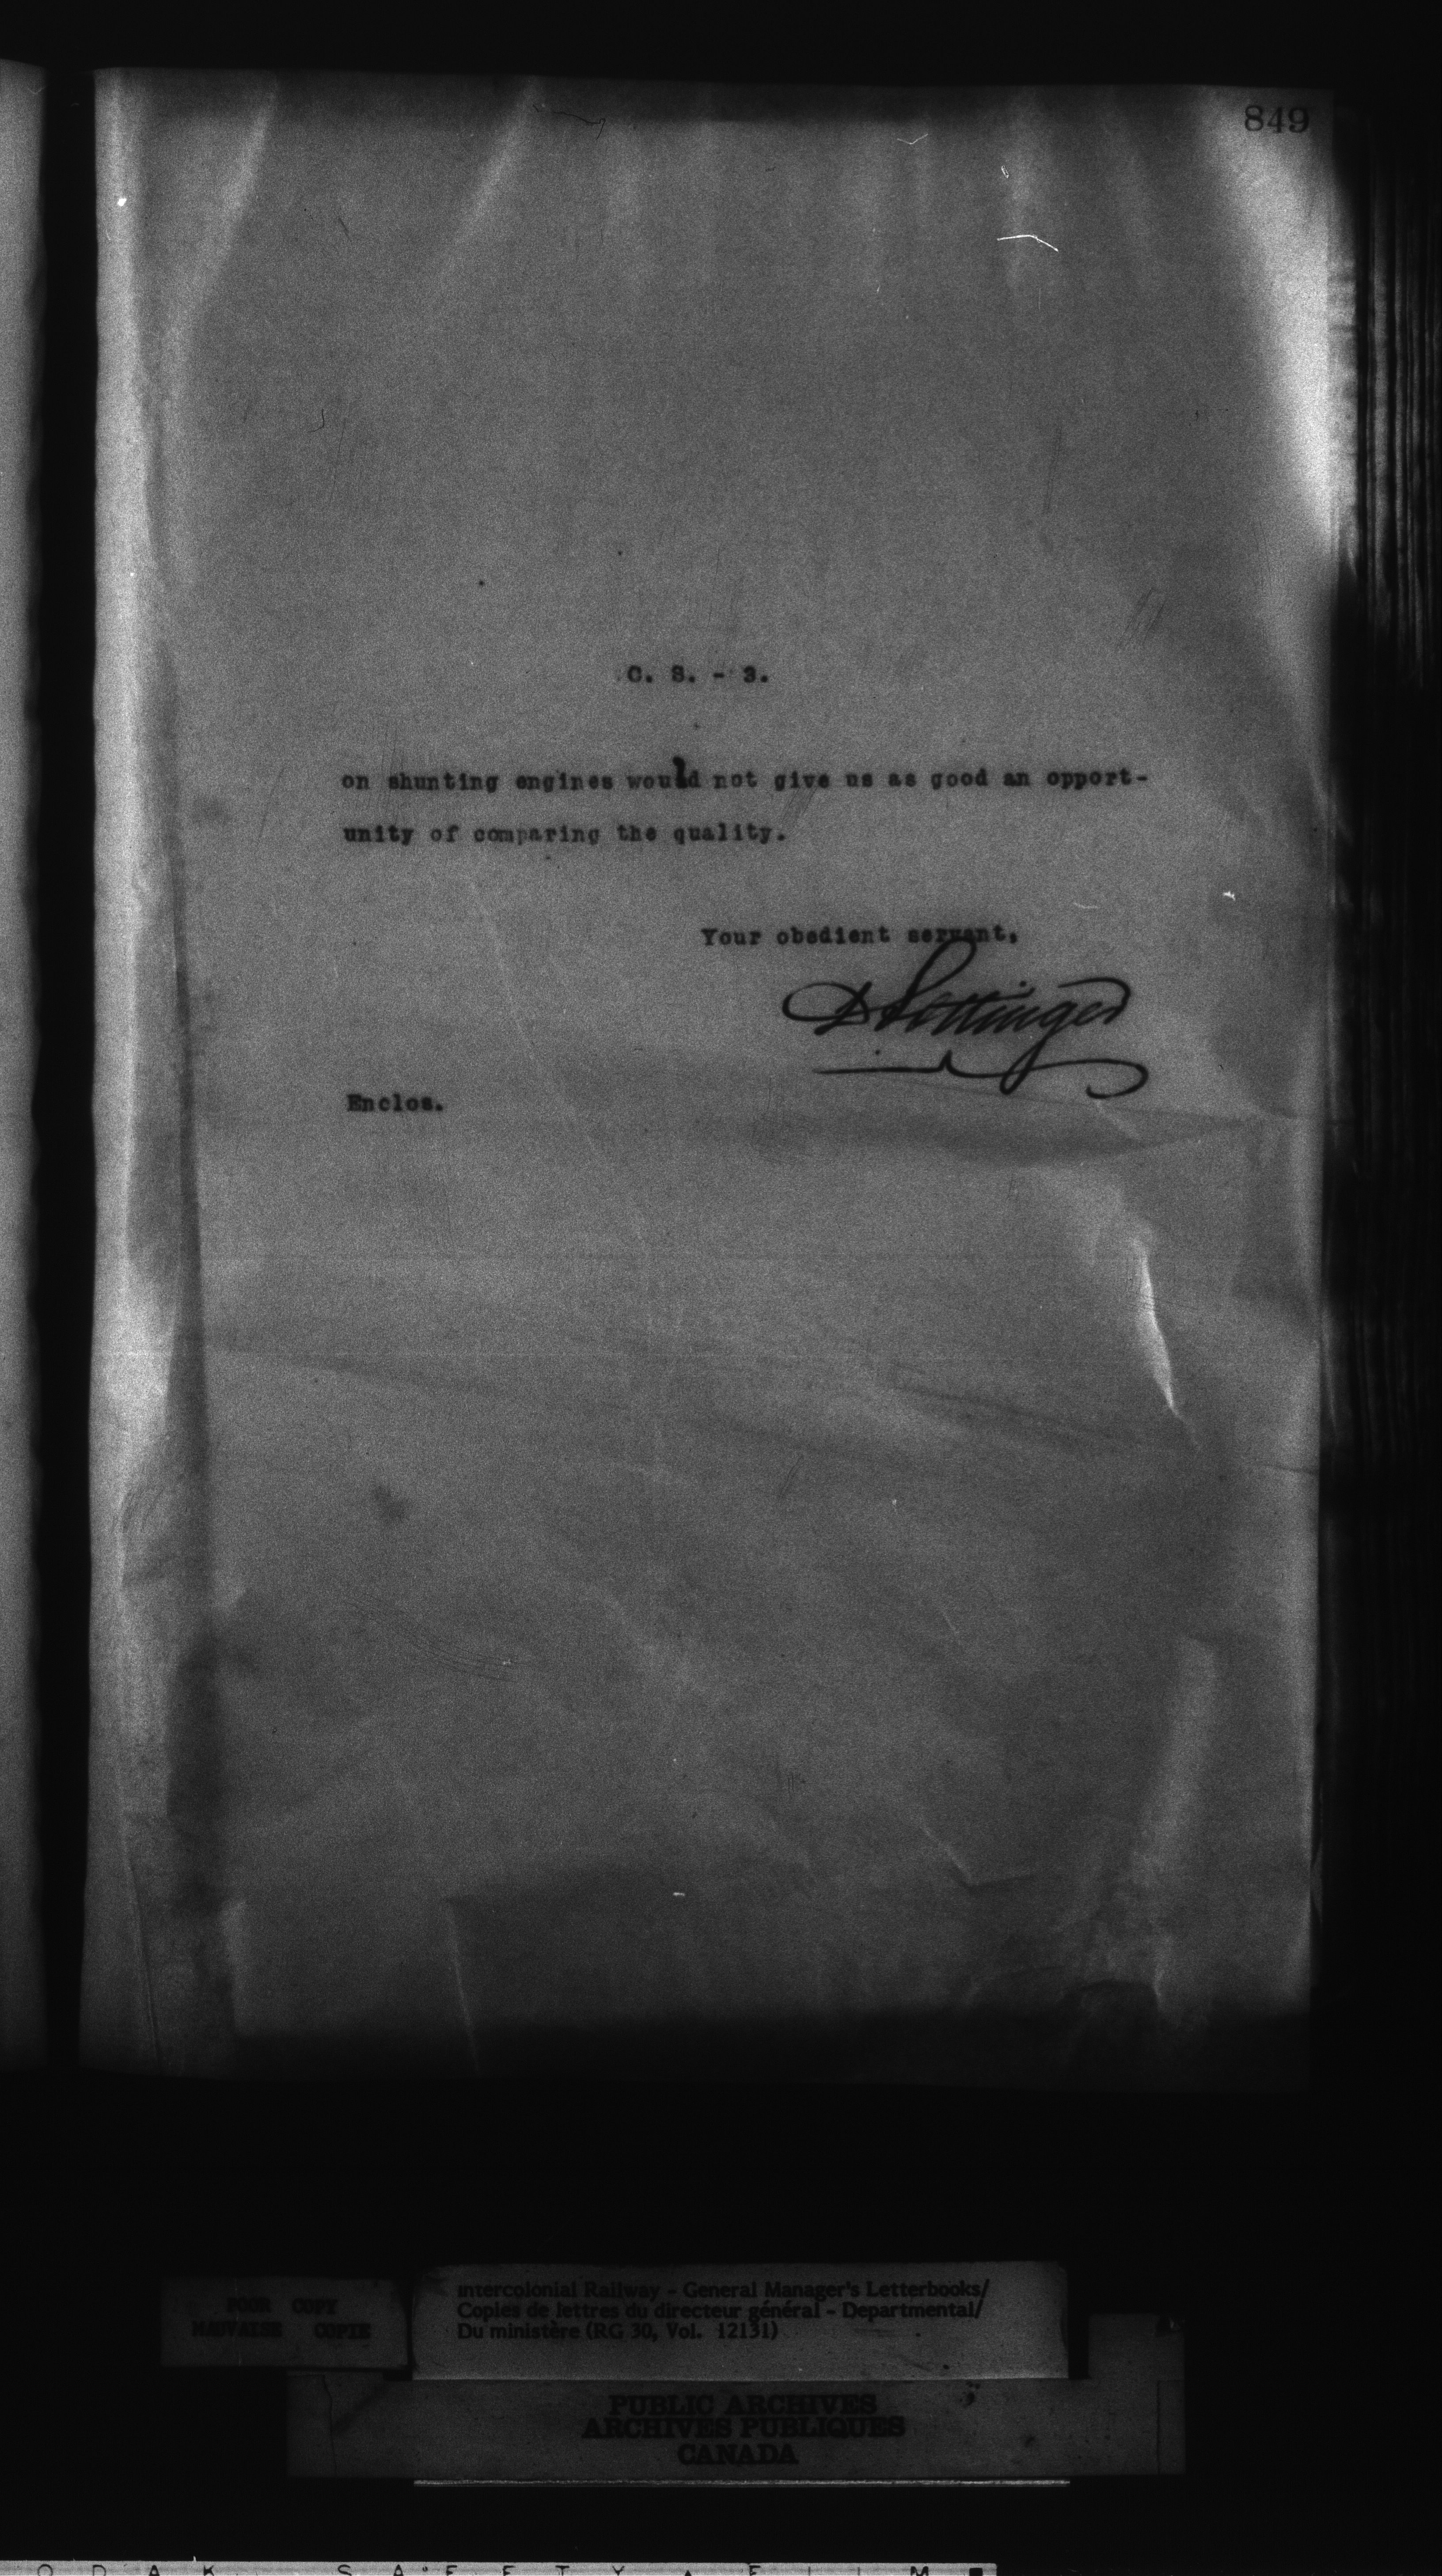 849
C. S. - 3.
on shunting engines would not give us as good an opport-
unity of comparing the quality.
Your obedient servant,
D Pottinger
Enclos.
POOR COPY
MAUVAISE COPIE
Intercolonial Railway - General Manager's Letterbooks/
Copies de lettres du directeur général - Departmental/
Du ministère (RG 30, Vol. 12131)
PUBLIC ARCHIVES
ARCHIVES PUBLIQUES
CANADA
O D A K S A F E T Y F I L M